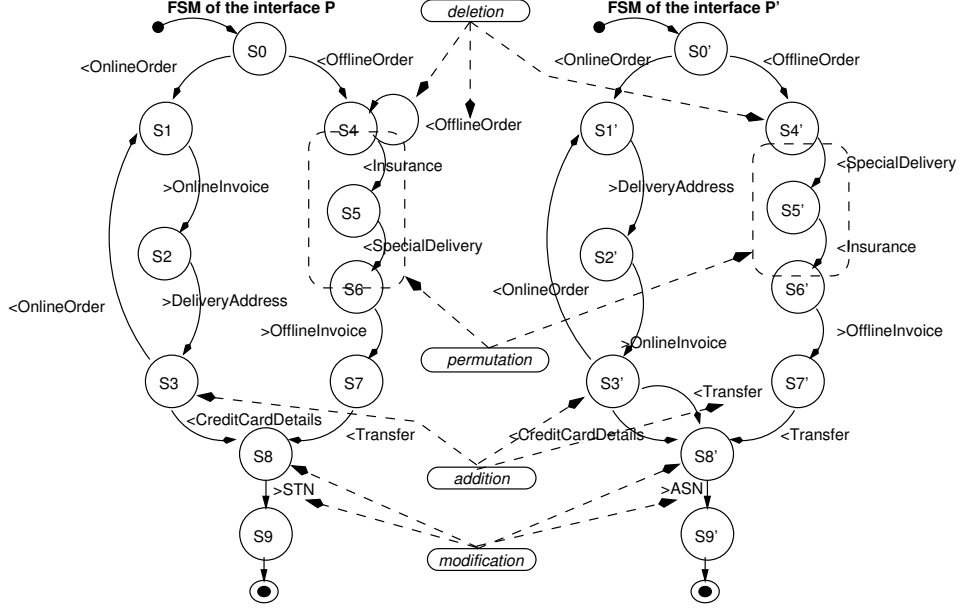 FSM of the interface P
deletion
FSM of the interface P'
S0
S0'
<OnlineOrder
<OfflineOrder
<OnlineOrder
<OfflineOrder
S1
S4
<OfflineOrder
S1'
S4'
<Insurance
<SpecialDelivery
>OnlineInvoice
>DeliveryAddress
S5
S5'
S2
<SpecialDelivery
S2'
<Insurance
S6
S6'
>DeliveryAddress
<OnlineOrder
<OnlineOrder
>OfflineInvoice
>OnlineInvoice
>OfflineInvoice
permutation
S3
S7
S3'
S7'
<Transfer
<CreditCardDetails
<Transfer
<CreditCardDetails
<Transfer
S8
S8'
addition
>STN
>ASN
S9
S9'
modification